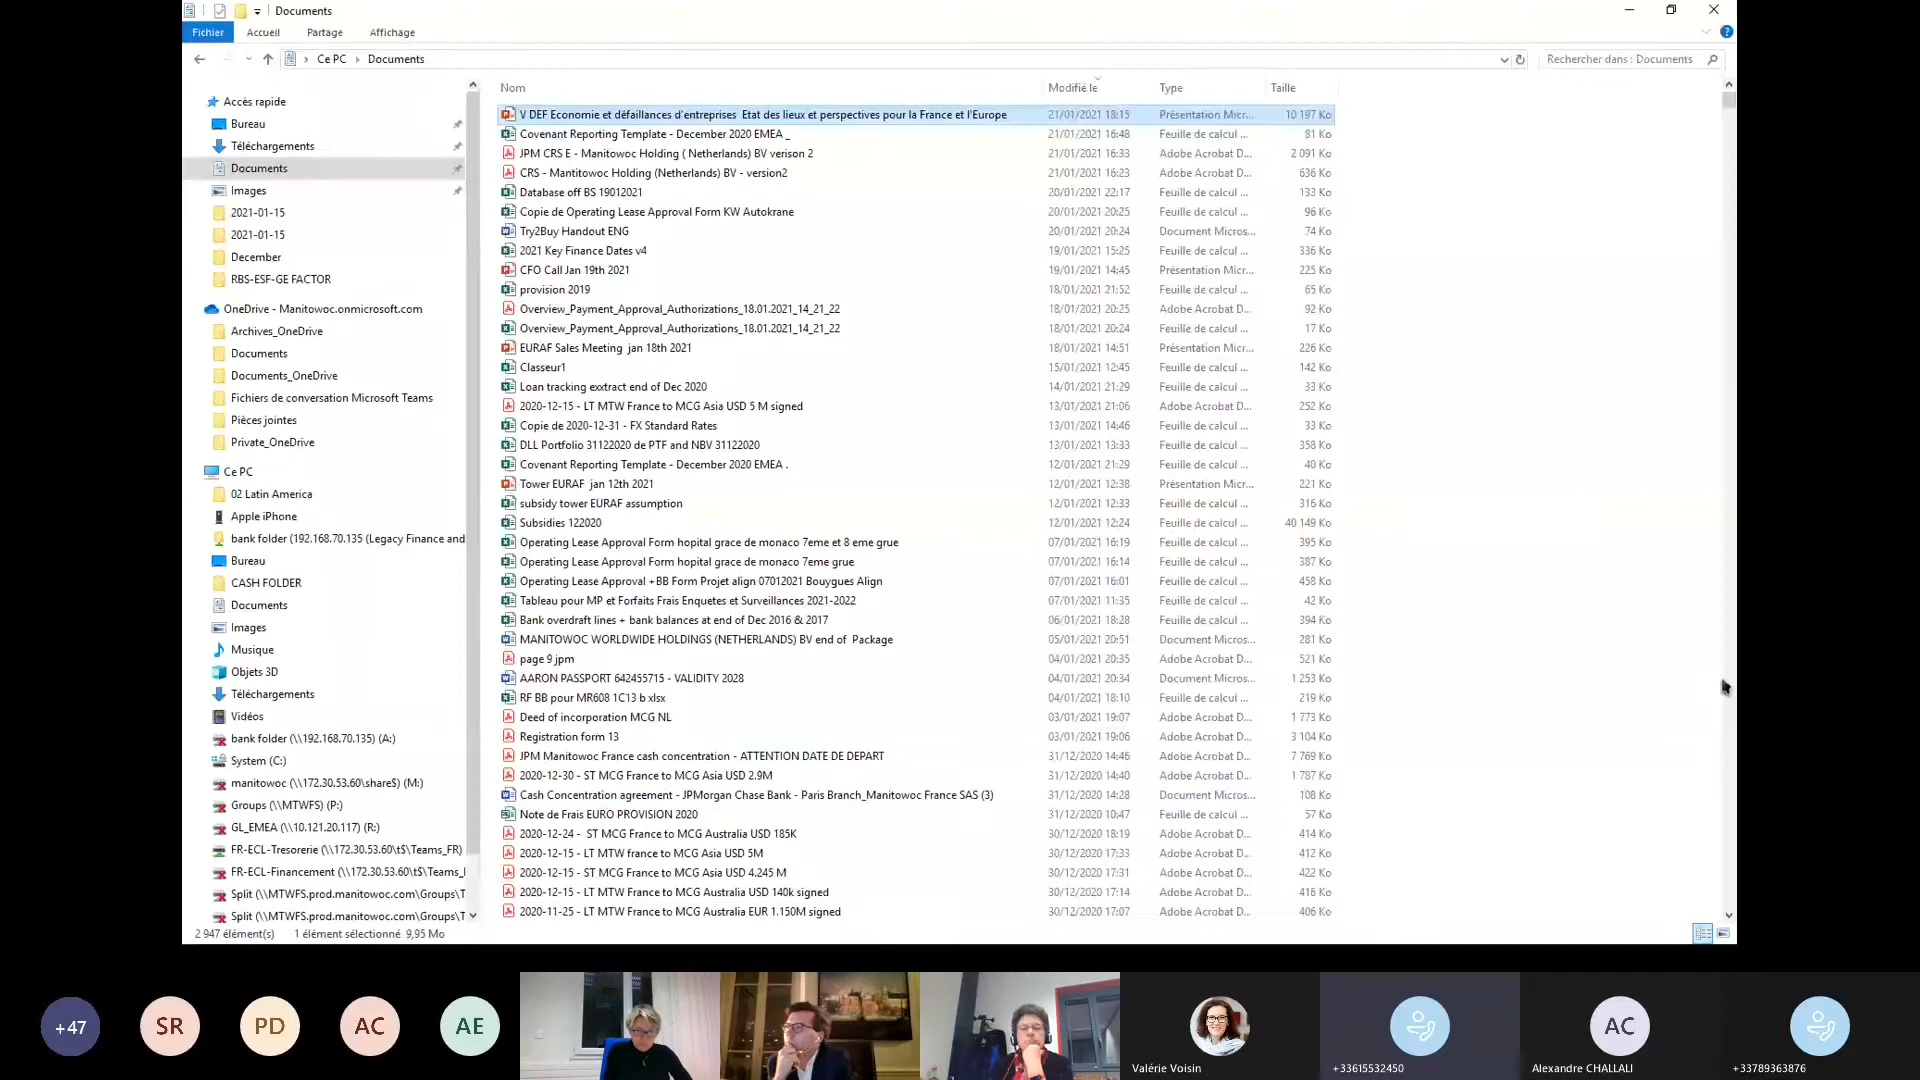 Documents
Fichier Accueil Partage Affichage
Ce PC > Documents
Rechercher dans : Documents
Nom Modifié le Type Taille
Accès rapide
Bureau
Téléchargements
Documents
Images
2021-01-15
2021-01-15
December
RBS-ESF-GE FACTOR
OneDrive - Manitowoc.onmicrosoft.com
Archives_OneDrive
Documents
Documents_OneDrive
Fichiers de conversation Microsoft Teams
Pièces jointes
Private_OneDrive
Ce PC
02 Latin America
Apple iPhone
bank folder (192.168.70.135 (Legacy Finance and
Bureau
CASH FOLDER
Documents
Images
Musique
Objets 3D
Téléchargements
Vidéos
bank folder (\\192.168.70.135) (A:)
System (C:)
manitowoc (\\172.30.53.60\share$) (M:)
Groups (\\MTWFS) (P:)
GL_EMEA (\\10.121.20.117) (R:)
FR-ECL-Tresorerie (\\172.30.53.60\t$\Teams_FR)
FR-ECL-Financement (\\172.30.53.60\t$\Teams_
Split (\\MTWFS.prod.manitowoc.com\Groups\T
Split (\\MTWFS.prod.manitowoc.com\Groups\T
V DEF Economie et défaillances d'entreprises Etat des lieux et perspectives pour la France et l'Europe 21/01/2021 18:15 Présentation Micr... 10 197 Ko
Covenant Reporting Template - December 2020 EMEA _ 21/01/2021 16:48 Feuille de calcul ... 81 Ko
JPM CRS E - Manitowoc Holding ( Netherlands) BV verison 2 21/01/2021 16:33 Adobe Acrobat D... 2 091 Ko
CRS - Mantitowoc Holding (Netherlands) BV - version2 21/01/2021 16:23 Adobe Acrobat D... 636 Ko
Database off BS 19012021 20/01/2021 22:17 Feuille de calcul ... 133 Ko
Copie de Operating Lease Approval Form KW Autokrane 20/01/2021 20:25 Feuille de calcul ... 96 Ko
Try2Buy Handout ENG 20/01/2021 20:24 Document Micros... 74 Ko
2021 Key Finance Dates v4 19/01/2021 15:25 Feuille de calcul ... 336 Ko
CFO Call Jan 19th 2021 19/01/2021 14:45 Présentation Micr... 225 Ko
provision 2019 18/01/2021 21:52 Feuille de calcul ... 65 Ko
Overview_Payment_Approval_Authorizations_18.01.2021_14_21_22 18/01/2021 20:25 Adobe Acrobat D... 92 Ko
Overview_Payment_Approval_Authorizations_18.01.2021_14_21_22 18/01/2021 20:24 Feuille de calcul ... 17 Ko
EURAF Sales Meeting jan 18th 2021 18/01/2021 14:51 Présentation Micr... 226 Ko
Classeur1 15/01/2021 12:45 Feuille de calcul ... 142 Ko
Loan tracking exxtract end of Dec 2020 14/01/2021 21:29 Feuille de calcul ... 33 Ko
2020-12-15 - LT MTW France to MCG Asia USD 5 M signed 13/01/2021 21:06 Adobe Acrobat D... 252 Ko
Copie de 2020-12-31 - FX Standard Rates 13/01/2021 14:46 Feuille de calcul ... 33 Ko
DLL Portfolio 31122020 de PTF and NBV 31122020 13/01/2021 13:33 Feuille de calcul ... 358 Ko
Covenant Reporting Template - December 2020 EMEA . 12/01/2021 21:29 Feuille de calcul ... 40 Ko
Tower EURAF jan 12th 2021 12/01/2021 12:38 Présentation Micr... 221 Ko
subsidy tower EURAF assumption 12/01/2021 12:33 Feuille de calcul ... 316 Ko
Subsidies 122020 12/01/2021 12:24 Feuille de calcul ... 40 149 Ko
Operating Lease Approval Form hopital grace de monaco 7eme et 8 eme grue 07/01/2021 16:19 Feuille de calcul ... 395 Ko
Operating Lease Approval Form hopital grace de monaco 7eme grue 07/01/2021 16:14 Feuille de calcul ... 387 Ko
Operating Lease Approval +BB Form Projet align 07012021 Bouygues Align 07/01/2021 16:01 Feuille de calcul ... 458 Ko
Tableau pour MP et Forfaits Frais Enquetes et Surveillances 2021-2022 07/01/2021 11:35 Feuille de calcul ... 42 Ko
Bank overdraft lines + bank balances at end of Dec 2016 & 2017 06/01/2021 18:28 Feuille de calcul ... 394 Ko
MANITOWOC WORLDWIDE HOLDINGS (NETHERLANDS) BV end of Package 05/01/2021 20:51 Document Micros... 281 Ko
page 9 jpm 04/01/2021 20:35 Adobe Acrobat D... 521 Ko
AARON PASSPORT 642455715 - VALIDITY 2028 04/01/2021 20:34 Document Micros... 1 253 Ko
RF BB pour MR608 1C13 b xlsx 04/01/2021 18:10 Feuille de calcul ... 219 Ko
Deed of incorporation MCG NL 03/01/2021 19:07 Adobe Acrobat D... 1 773 Ko
Registration form 13 03/01/2021 19:06 Adobe Acrobat D... 3 104 Ko
JPM Manitowoc France cash concentration - ATTENTION DATE DE DEPART 31/12/2020 14:46 Adobe Acrobat D... 7 769 Ko
2020-12-30 - ST MCG France to MCG Asia USD 2.9M 31/12/2020 14:40 Adobe Acrobat D... 1 787 Ko
Cash Concentration agreement - JPMorgan Chase Bank - Paris Branch_Manitowoc France SAS (3) 31/12/2020 14:28 Document Micros... 108 Ko
Note de Frais EURO PROVISION 2020 31/12/2020 10:47 Feuille de calcul ... 57 Ko
2020-12-24 - ST MCG France to MCG Australia USD 185K 30/12/2020 18:19 Adobe Acrobat D... 414 Ko
2020-12-15 - LT MTW france to MCG Asia USD 5M 30/12/2020 17:33 Adobe Acrobat D... 412 Ko
2020-12-15 - ST MCG France to MCG Asia USD 4.245 M 30/12/2020 17:31 Adobe Acrobat D... 422 Ko
2020-12-15 - LT MTW France to MCG Australia USD 140k signed 30/12/2020 17:14 Adobe Acrobat D... 416 Ko
2020-11-25 - LT MTW France to MCG Australia EUR 1.150M signed 30/12/2020 17:07 Adobe Acrobat D... 406 Ko
2 947 élément(s) 1 élément sélectionné 9,95 Mo
+47 SR PD AC AE AC
Valérie Voisin +33615532450 Alexandre CHALLALI +33789363876